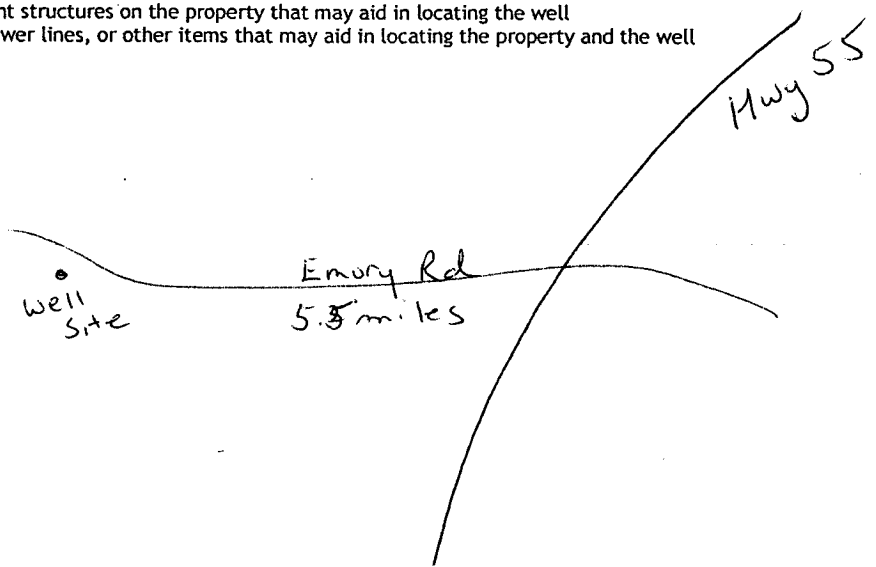 nt structures on the property that may aid in locating the well
wer lines, or other items that may aid in locating the property and the well
Hwy 55
Emory Rd
5.5 miles
well
site